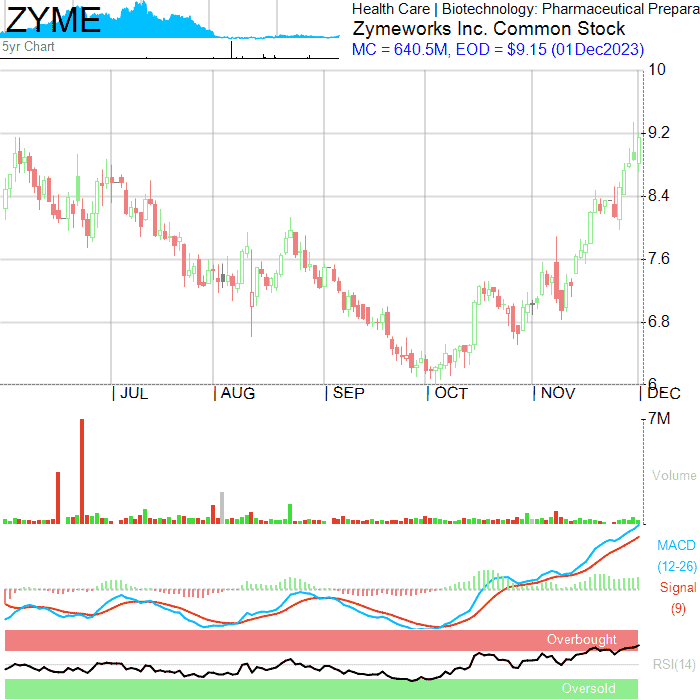 ZYME
5yr Chart
Health Care | Biotechnology: Pharmaceutical Prepara
Zymeworks Inc. Common Stock
MC = 640.5M, EOD = $9.15 (01Dec2023)
10
9.2
8.4
7.6
6.8
6
JUL AUG SEP OCT NOV DEC
7M
Volume
MACD
(12-26)
Signal
(9)
Overbought
RSI(14)
Oversold